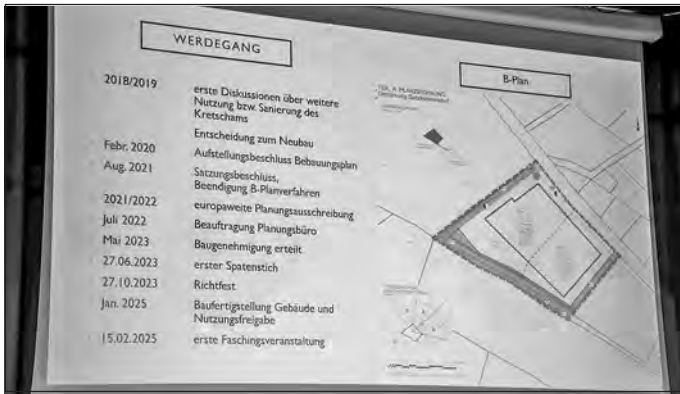 WERDEGANG
2018/2019 erste Diskussionen über weitere
Nutzung bzw. Sanierung des
Kretschams
Entscheidung zum Neubau
Febr. 2020 Aufstellungsbeschluss Bebauungsplan
Aug. 2021 Satzungsbeschluss,
Beendigung B-Planverfahren
2021/2022 europaweite Planungsausschreibung
Juli 2022 Beauftragung Planungsbüro
Mai 2023 Baugenehmigung erteilt
27.06.2023 erster Spatenstich
27.10.2023 Richtfest
Jan. 2025 Baufertigstellung Gebäude und
Nutzungsfreigabe
15.02.2025 erste Faschingsveranstaltung
B-Plan
TEIL A PLANZEICHNUNG